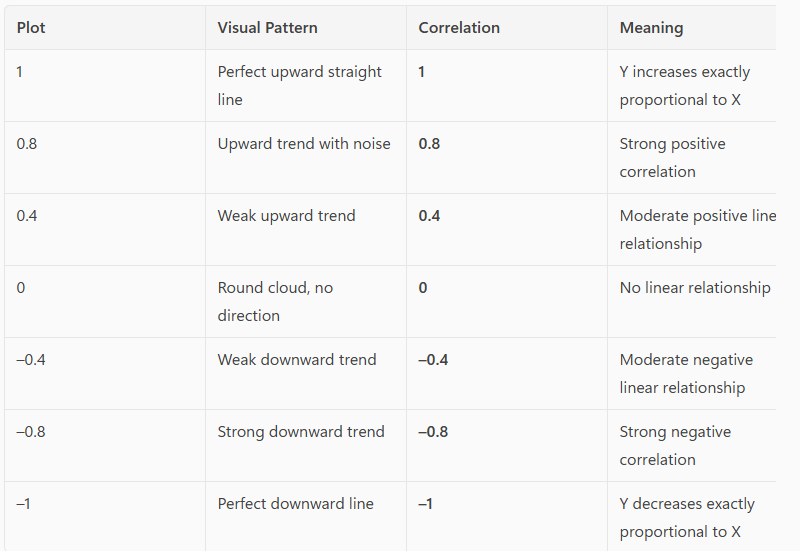 Plot Visual Pattern Correlation Meaning
1 Perfect upward straight 1 Y increases exactly
line proportional to X
0.8 Upward trend with noise 0.8 Strong positive
correlation
0.4 Weak upward trend 0.4 Moderate positive line
relationship
0 Round cloud, no 0 No linear relationship
direction
–0.4 Weak downward trend –0.4 Moderate negative
linear relationship
–0.8 Strong downward trend –0.8 Strong negative
correlation
–1 Perfect downward line –1 Y decreases exactly
proportional to X